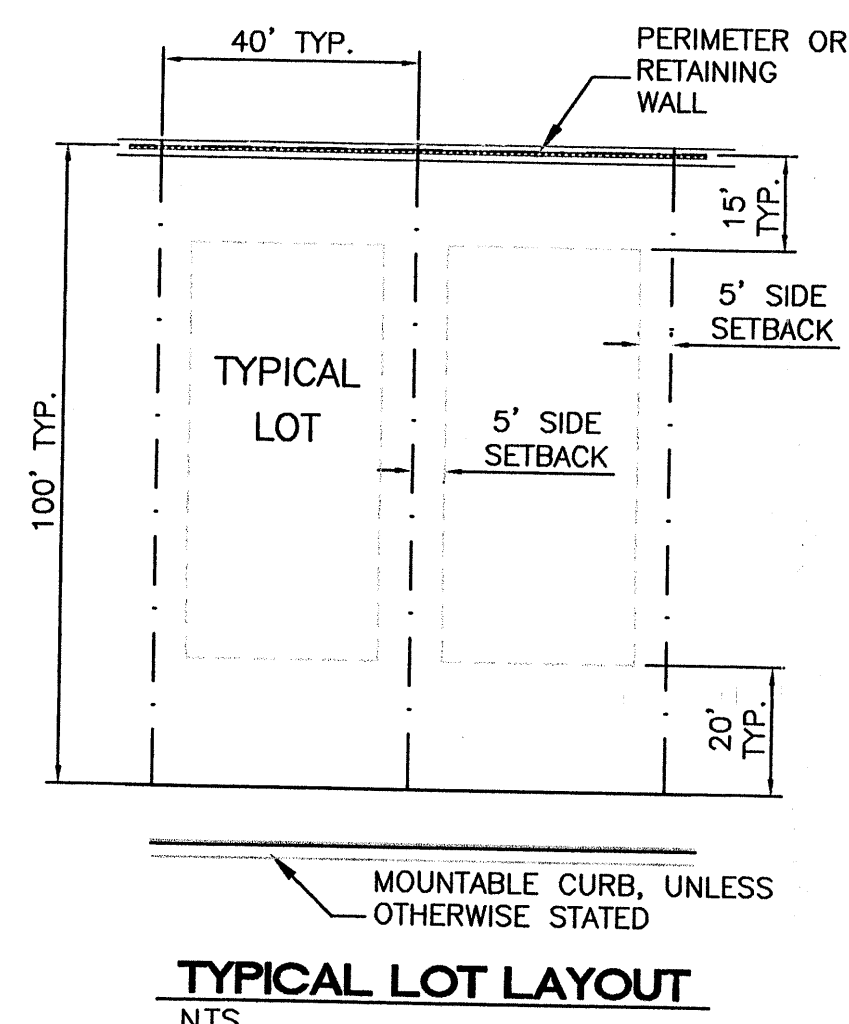 40' TYP.
PERIMETER OR
RETAINING
WALL
15'
TYP.
5' SIDE
SETBACK
TYPICAL
LOT
5' SIDE
SETBACK
100' TYP.
20'
TYP.
MOUNTABLE CURB, UNLESS
OTHERWISE STATED
TYPICAL LOT LAYOUT
NTS